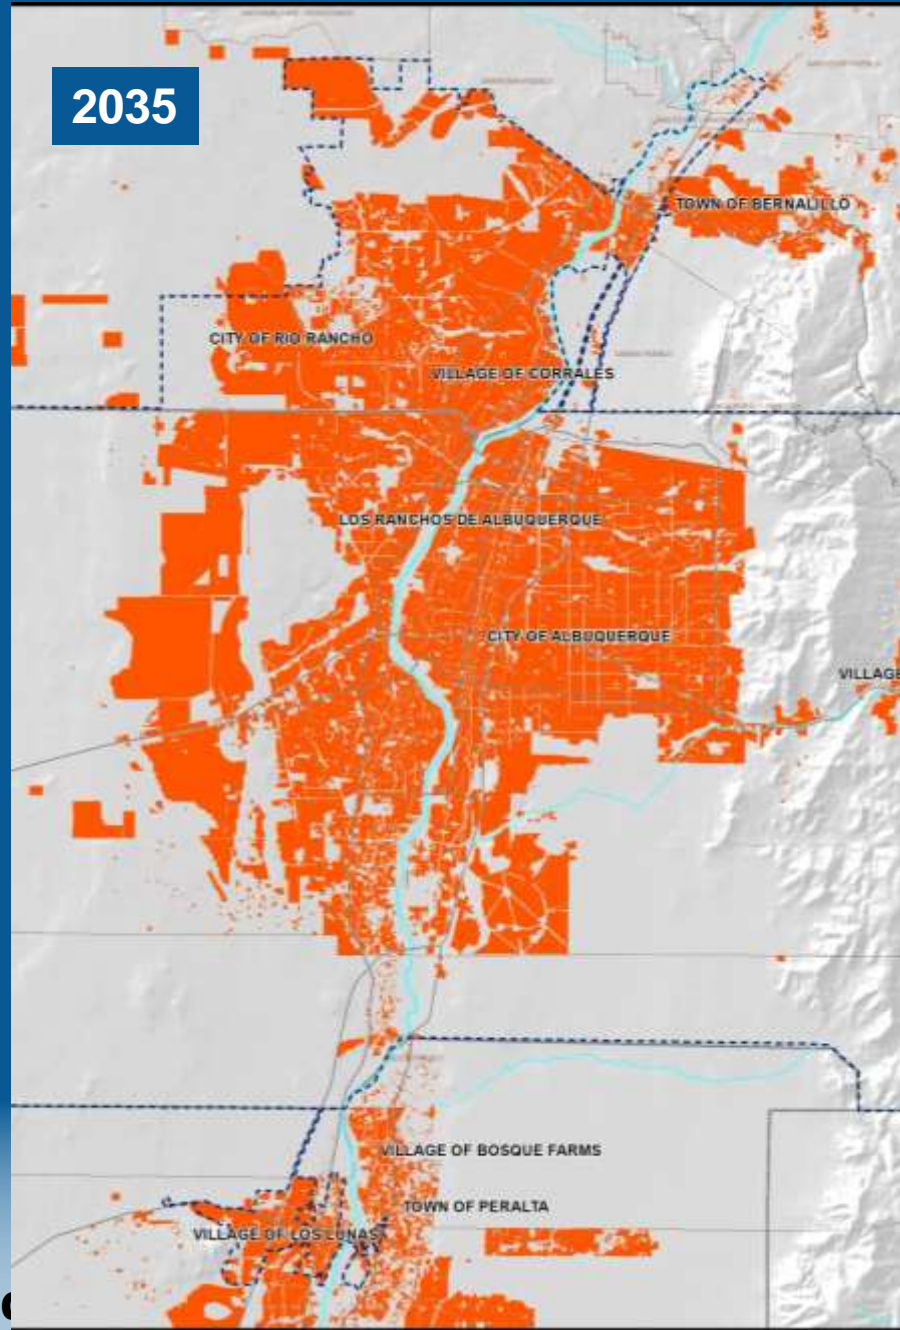 2035
TOWN OF BERNALILLO
CITY OF RIO RANCHO
VILLAGE OF CORRALES
LOS RANCHOS DE ALBUQUERQUE
CITY OF ALBUQUERQUE
VILLAGE
VILLAGE OF BOSQUE FARMS
TOWN OF PERALTA
VILLAGE OF LOS LUNAS